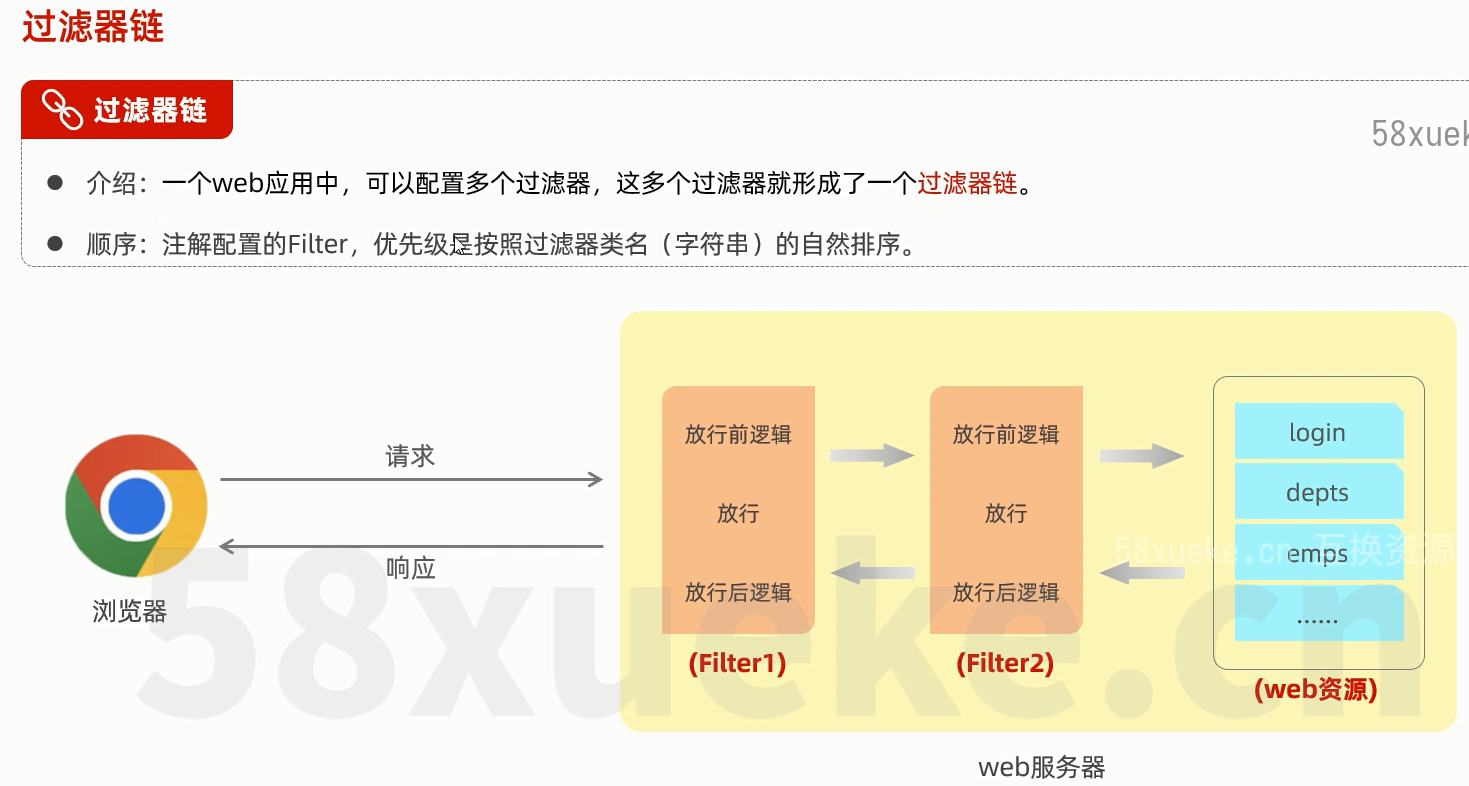 过滤器链
过滤器链
58xuek
介绍：一个web应用中，可以配置多个过滤器，这多个过滤器就形成了一个过滤器链。
顺序：注解配置的Filter，优先级是按照过滤器类名（字符串）的自然排序。
请求
响应
浏览器
放行前逻辑
放行
放行后逻辑
(Filter1)
放行前逻辑
放行
放行后逻辑
(Filter2)
login
depts
emps
......
(web资源)
58xueke.cn 互换资源
58xueke.cn
web服务器